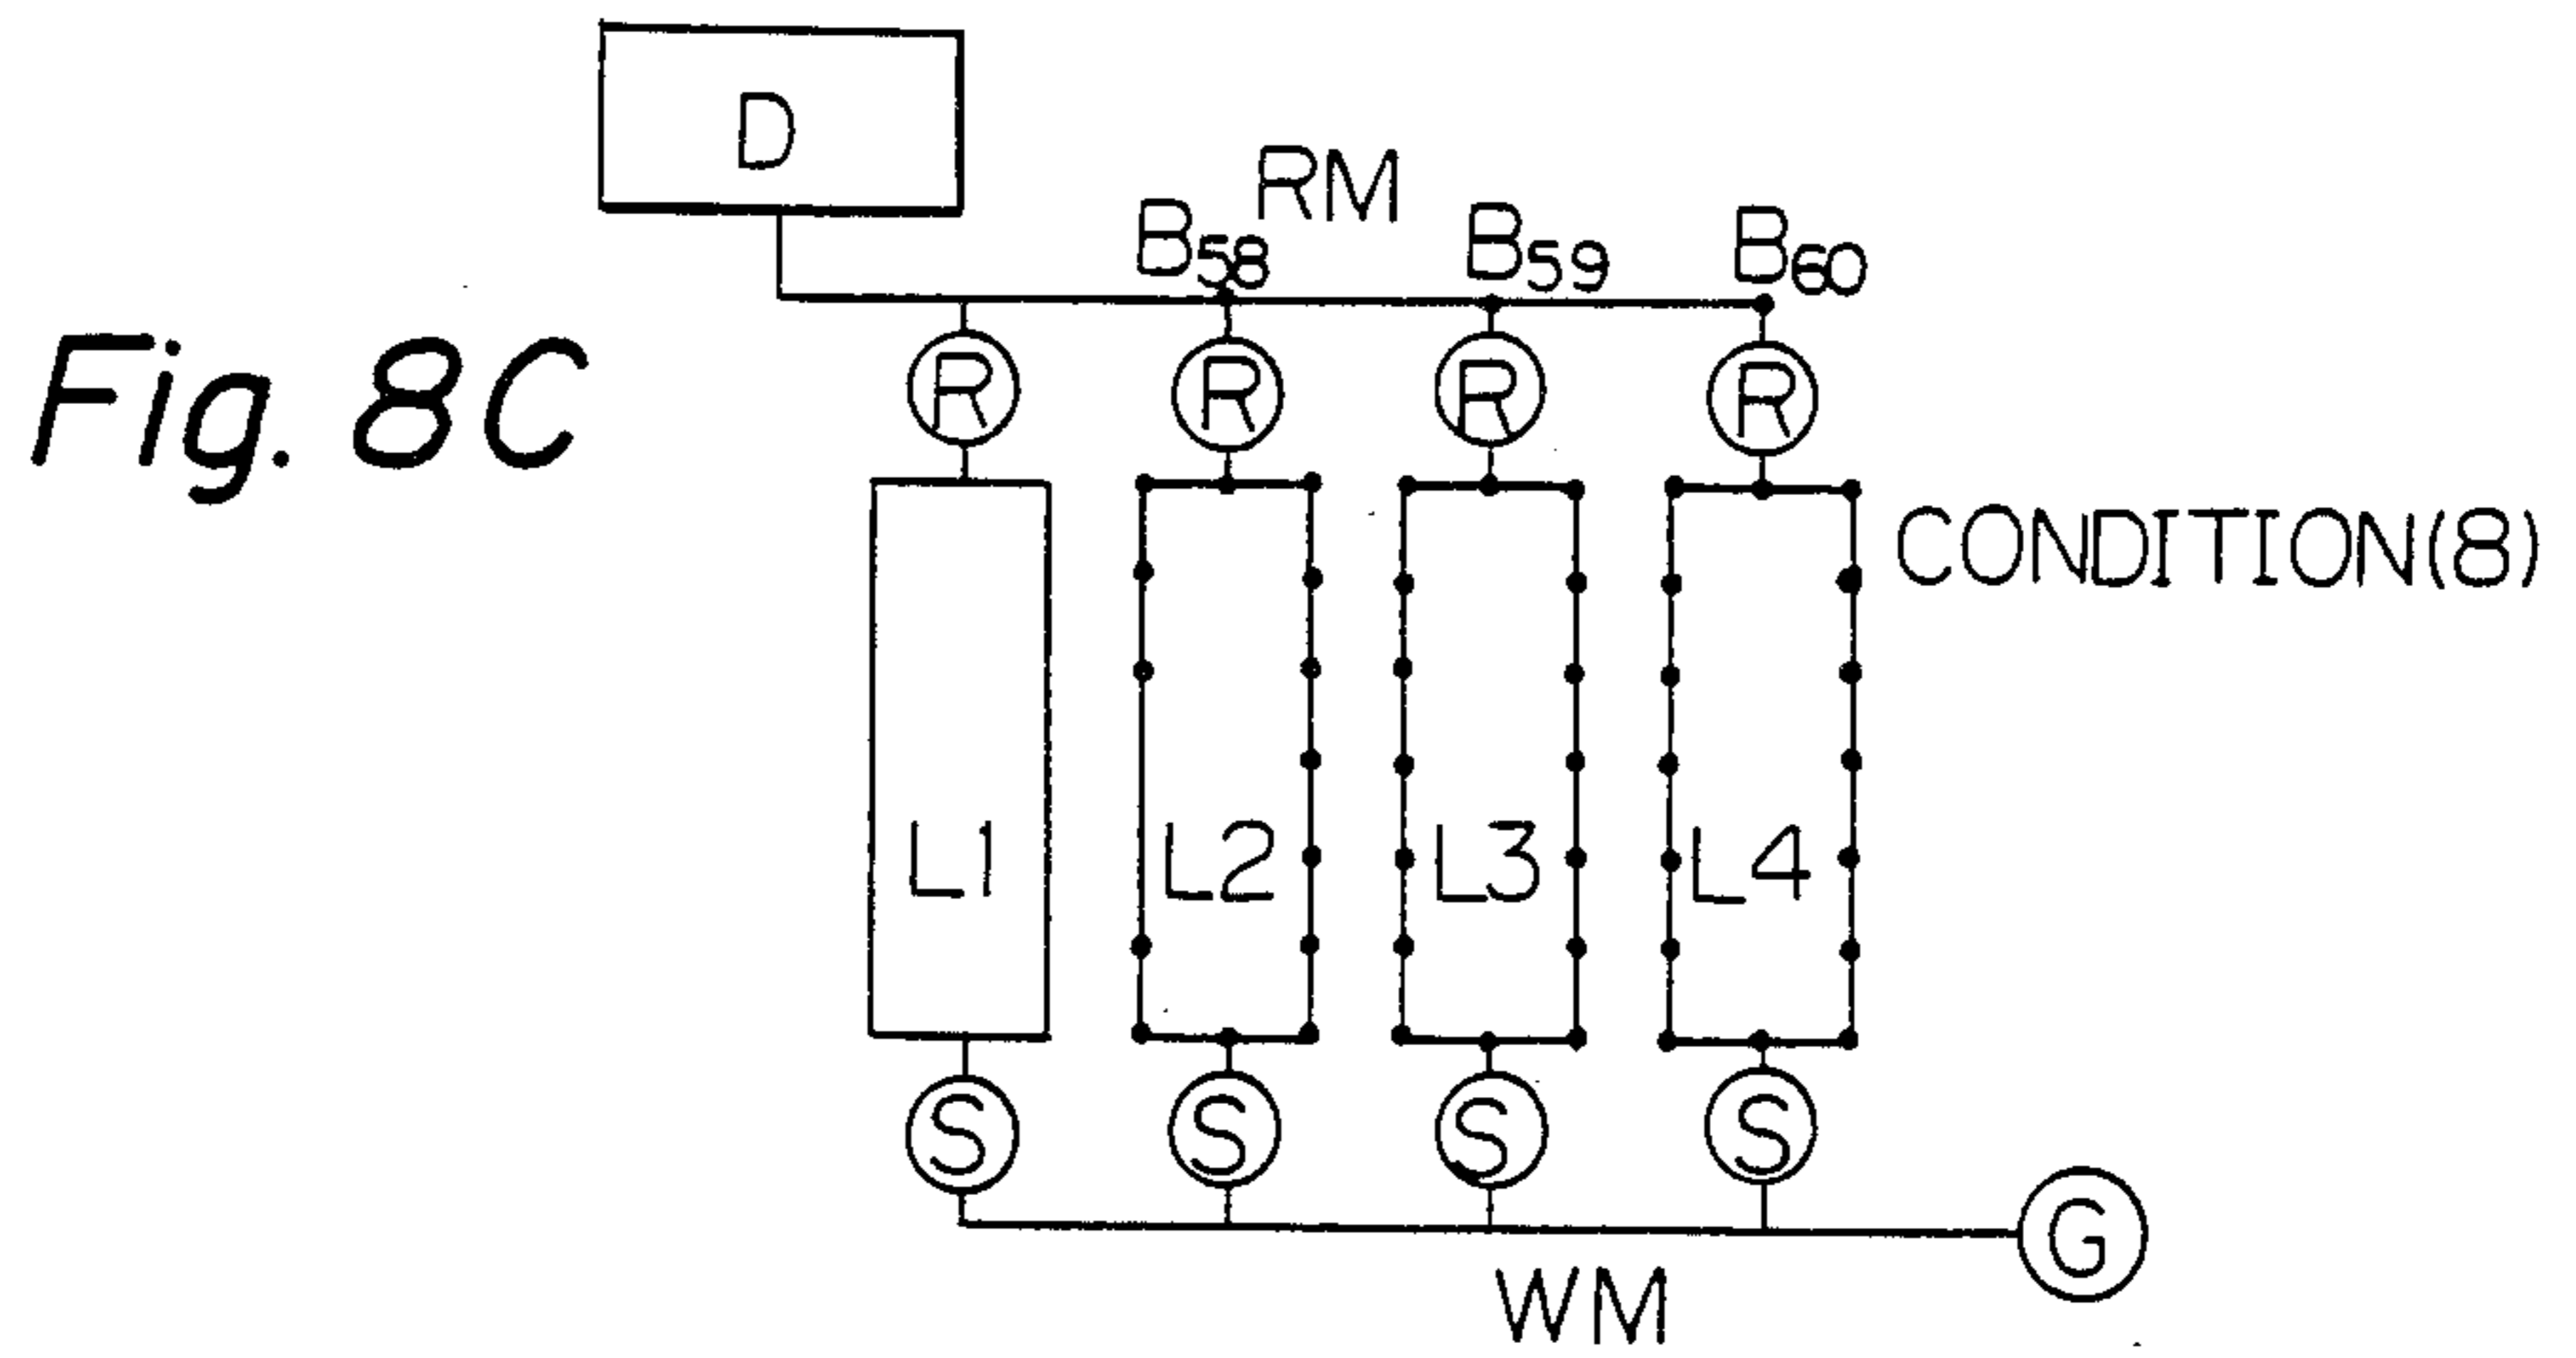 D
RM
B58 B59 B60
Fig. 8C
R R R R
CONDITION(8)
L1 L2 L3 L4
S S S S
G
WM